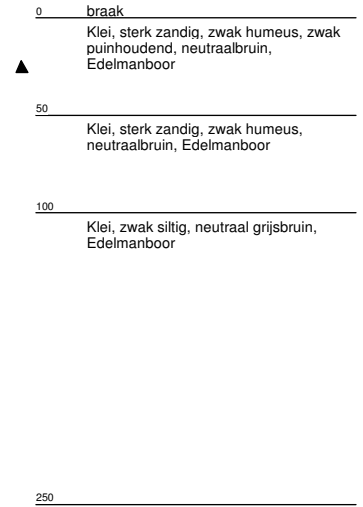 0 braak
Klei, sterk zandig, zwak humeus, zwak
puinhoudend, neutraalbruin,
Edelmanboor
50
Klei, sterk zandig, zwak humeus,
neutraalbruin, Edelmanboor
100
Klei, zwak siltig, neutraal grijsbruin,
Edelmanboor
250